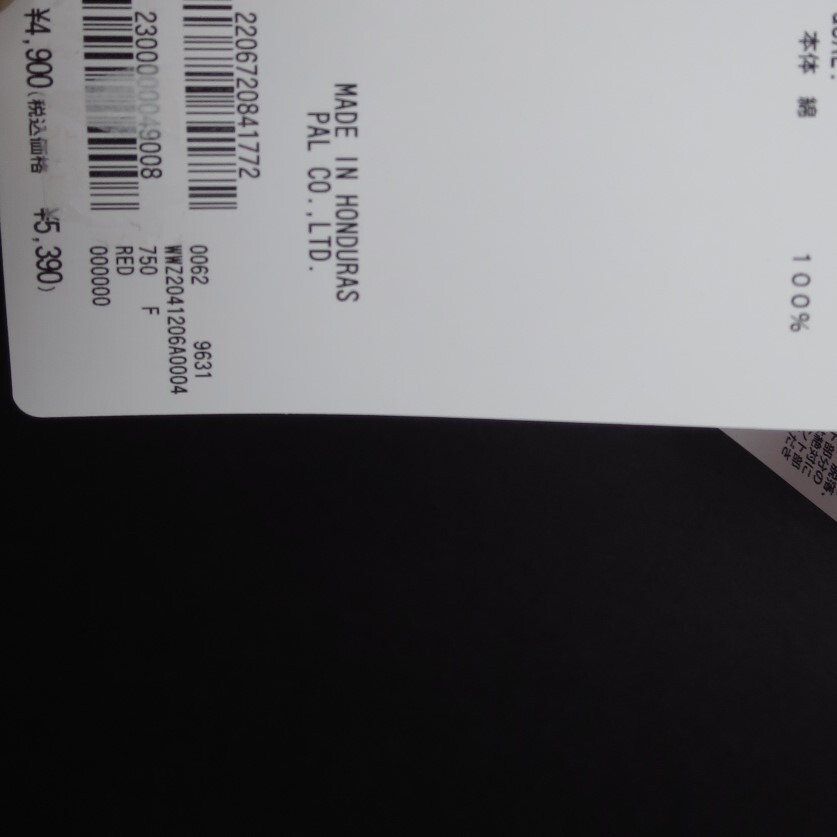 本体 綿 100%
MADE IN HONDURAS
PAL CO.,LTD.
2206720841772
0062 9631
WWZ2041206A0004
2300000049008
750 F
RED
000000
¥4,900(税込価格 ¥5,390)